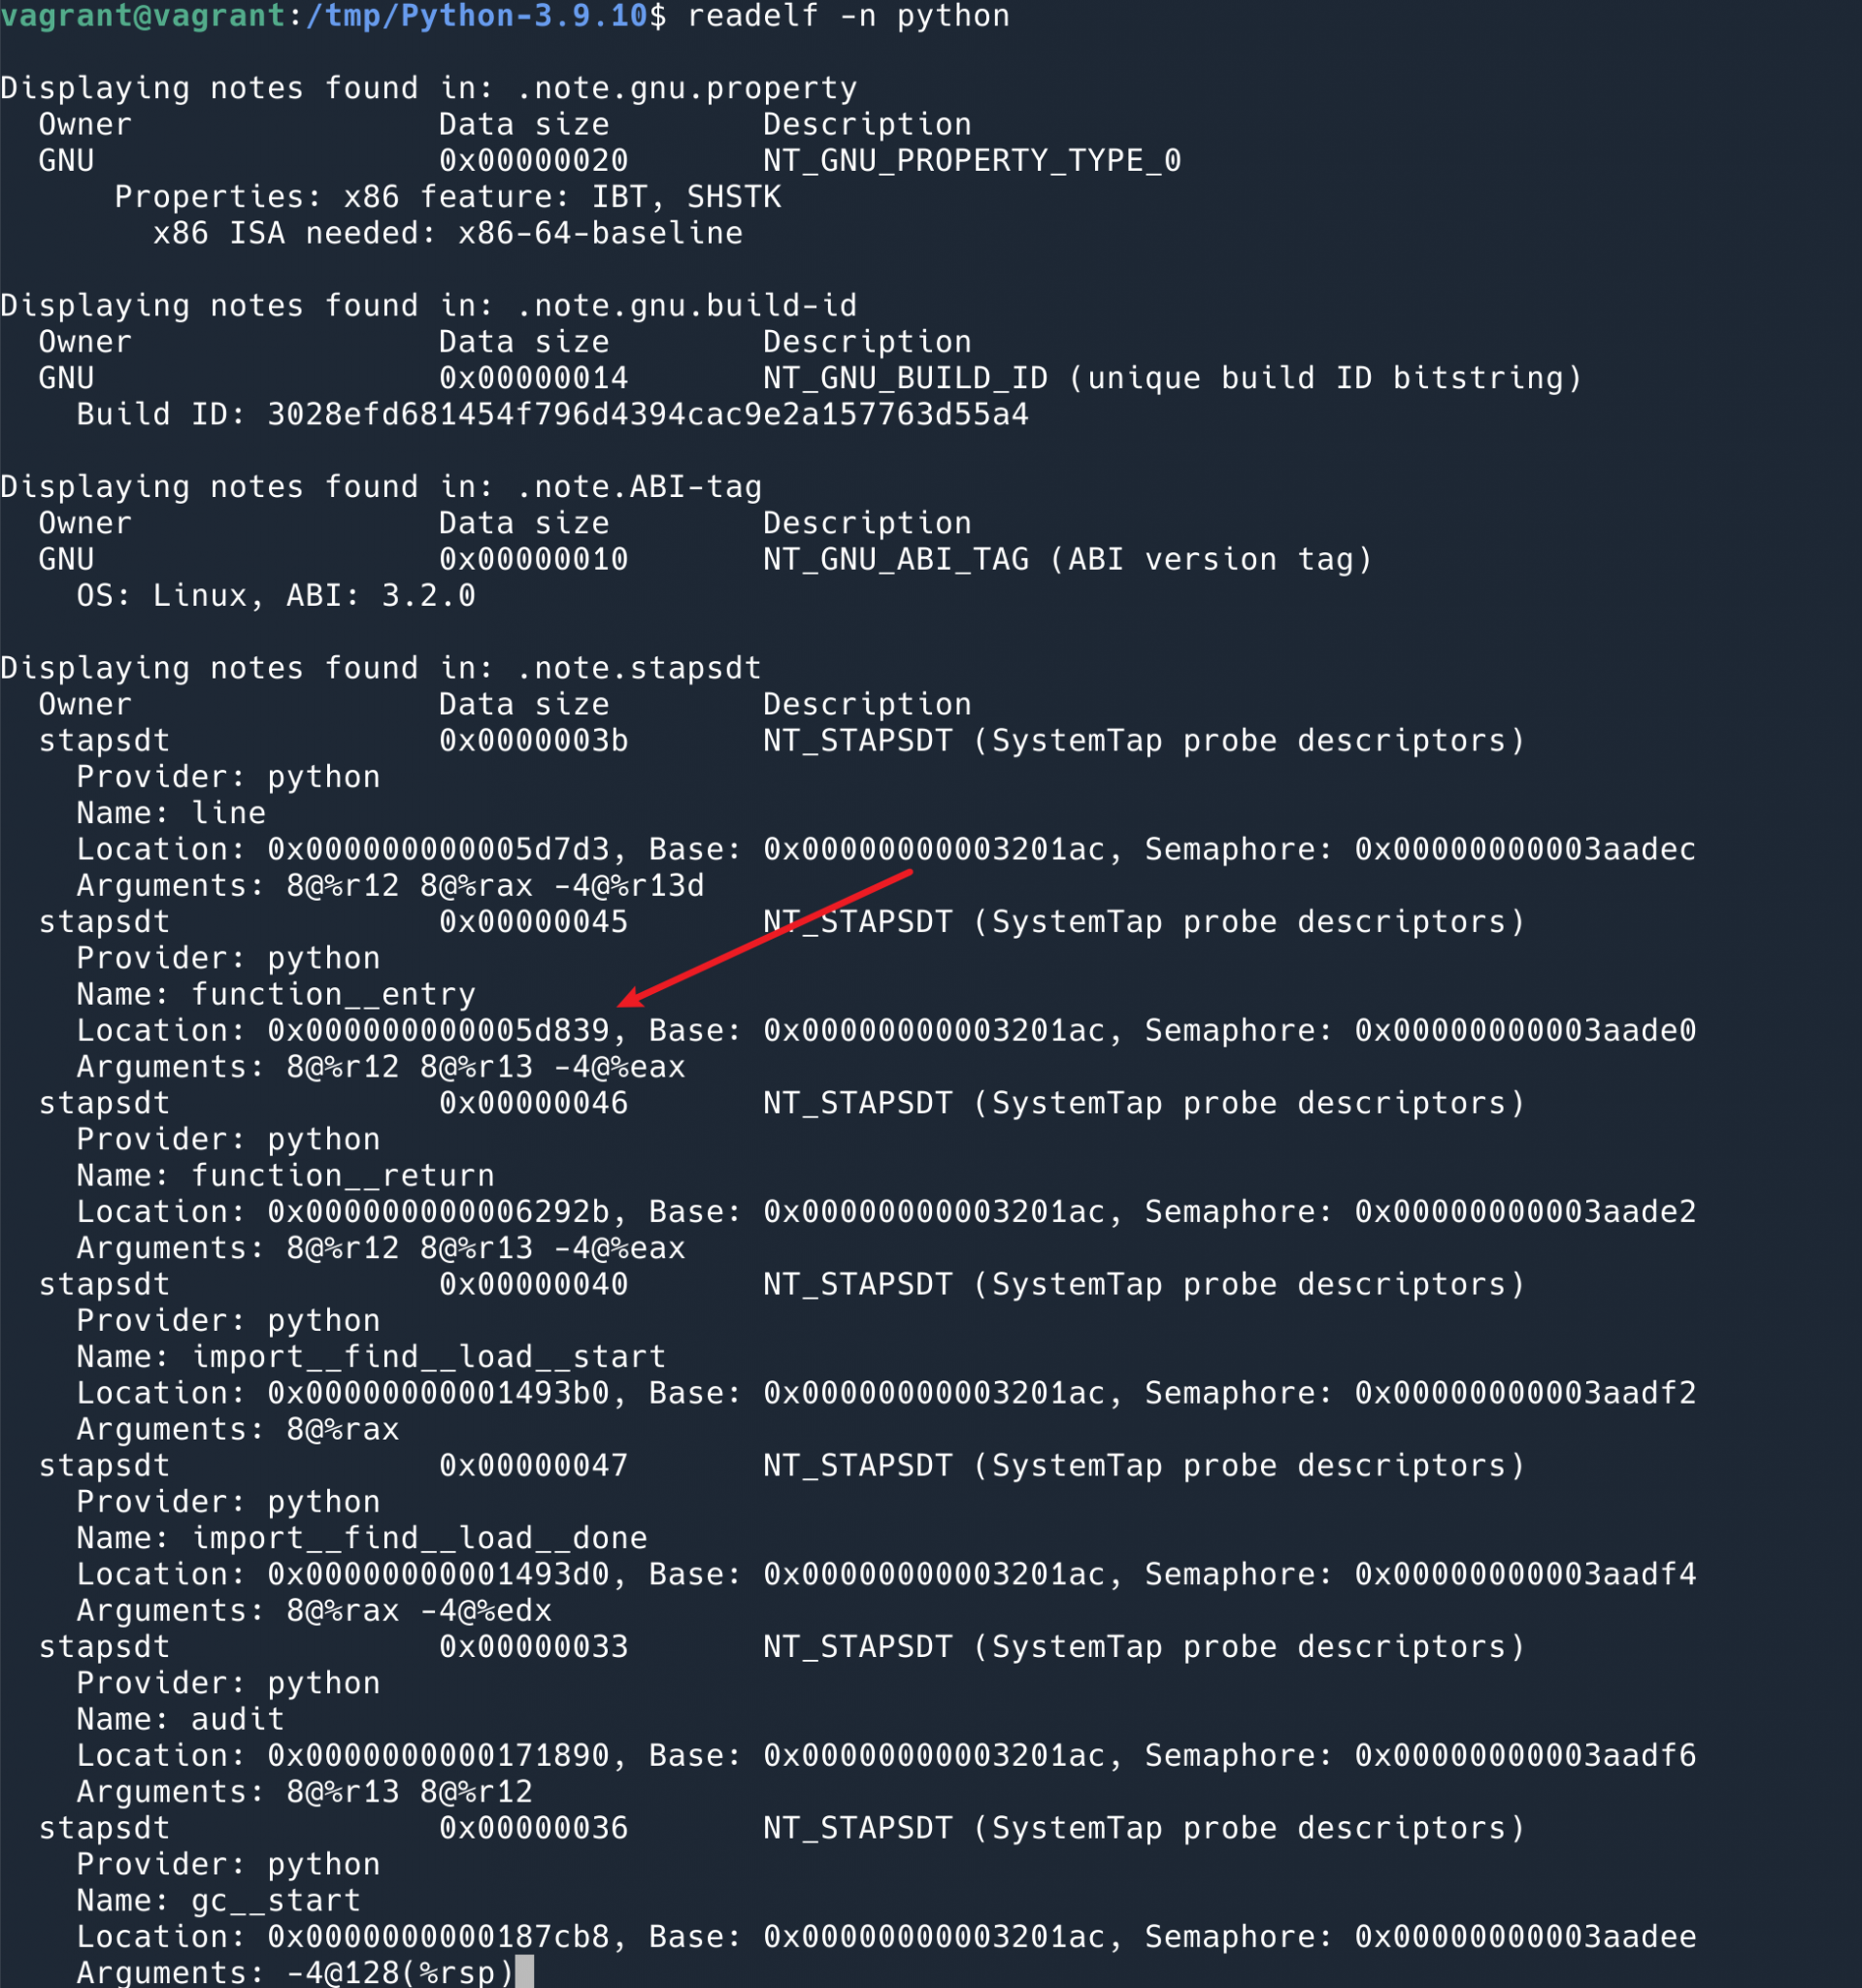 vagrant@vagrant:/tmp/Python-3.9.10$ readelf -n python
Displaying notes found in: .note.gnu.property
Owner Data size Description
GNU 0x00000020 NT_GNU_PROPERTY_TYPE_0
Properties: x86 feature: IBT, SHSTK
x86 ISA needed: x86-64-baseline
Displaying notes found in: .note.gnu.build-id
Owner Data size Description
GNU 0x00000014 NT_GNU_BUILD_ID (unique build ID bitstring)
Build ID: 3028efd681454f796d4394cac9e2a157763d55a4
Displaying notes found in: .note.ABI-tag
Owner Data size Description
GNU 0x00000010 NT_GNU_ABI_TAG (ABI version tag)
OS: Linux, ABI: 3.2.0
Displaying notes found in: .note.stapsdt
Owner Data size Description
stapsdt 0x0000003b NT_STAPSDT (SystemTap probe descriptors)
Provider: python
Name: line
Location: 0x000000000005d7d3, Base: 0x00000000003201ac, Semaphore: 0x00000000003aadec
Arguments: 8@%r12 8@%rax -4@%r13d
stapsdt 0x00000045 NT_STAPSDT (SystemTap probe descriptors)
Provider: python
Name: function__entry
Location: 0x000000000005d839, Base: 0x00000000003201ac, Semaphore: 0x00000000003aade0
Arguments: 8@%r12 8@%r13 -4@%eax
stapsdt 0x00000046 NT_STAPSDT (SystemTap probe descriptors)
Provider: python
Name: function__return
Location: 0x000000000006292b, Base: 0x00000000003201ac, Semaphore: 0x00000000003aade2
Arguments: 8@%r12 8@%r13 -4@%eax
stapsdt 0x00000040 NT_STAPSDT (SystemTap probe descriptors)
Provider: python
Name: import__find__load__start
Location: 0x00000000001493b0, Base: 0x00000000003201ac, Semaphore: 0x00000000003aadf2
Arguments: 8@%rax
stapsdt 0x00000047 NT_STAPSDT (SystemTap probe descriptors)
Provider: python
Name: import__find__load__done
Location: 0x00000000001493d0, Base: 0x00000000003201ac, Semaphore: 0x00000000003aadf4
Arguments: 8@%rax -4@%edx
stapsdt 0x00000033 NT_STAPSDT (SystemTap probe descriptors)
Provider: python
Name: audit
Location: 0x0000000000171890, Base: 0x00000000003201ac, Semaphore: 0x00000000003aadf6
Arguments: 8@%r13 8@%r12
stapsdt 0x00000036 NT_STAPSDT (SystemTap probe descriptors)
Provider: python
Name: gc__start
Location: 0x0000000000187cb8, Base: 0x00000000003201ac, Semaphore: 0x00000000003aadee
Arguments: -4@128(%rsp)